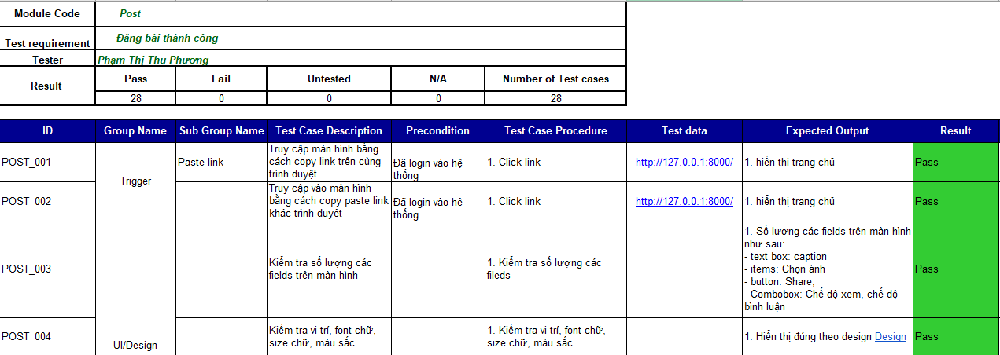 Module Code Post
Test requirement Đăng bài thành công
Tester Phạm Thị Thu Phương
Result Pass Fail Untested N/A Number of Test cases
28 0 0 0 28
ID Group Name Sub Group Name Test Case Description Precondition Test Case Procedure Test data Expected Output Result
POST_001
Trigger
Paste link
Truy cập màn hình bằng
cách copy link trên cùng
trình duyệt
Đã login vào hệ
thống
1. Click link
http://127.0.0.1:8000/
1. hiển thị trang chủ
Pass
POST_002
Truy cập vào màn hình
bằng cách copy paste link
khác trình duyệt
Đã login vào hệ
thống
1. Click link
http://127.0.0.1:8000/
1. hiển thị trang chủ
Pass
POST_003
Kiểm tra số lượng các
fields trên màn hình
1. Kiểm tra số lượng các
fileds
1. Số lượng các fields trên màn hình
như sau:
- text box: caption
- items: Chọn ảnh
- button: Share,
- Combobox: Chế độ xem, chế độ
bình luận
Pass
POST_004
UI/Design
Kiểm tra vị trí, font chữ,
size chữ, màu sắc
1. Kiểm tra vị trí, font chữ,
size chữ, màu sắc
1. Hiển thị đúng theo design Design
Pass